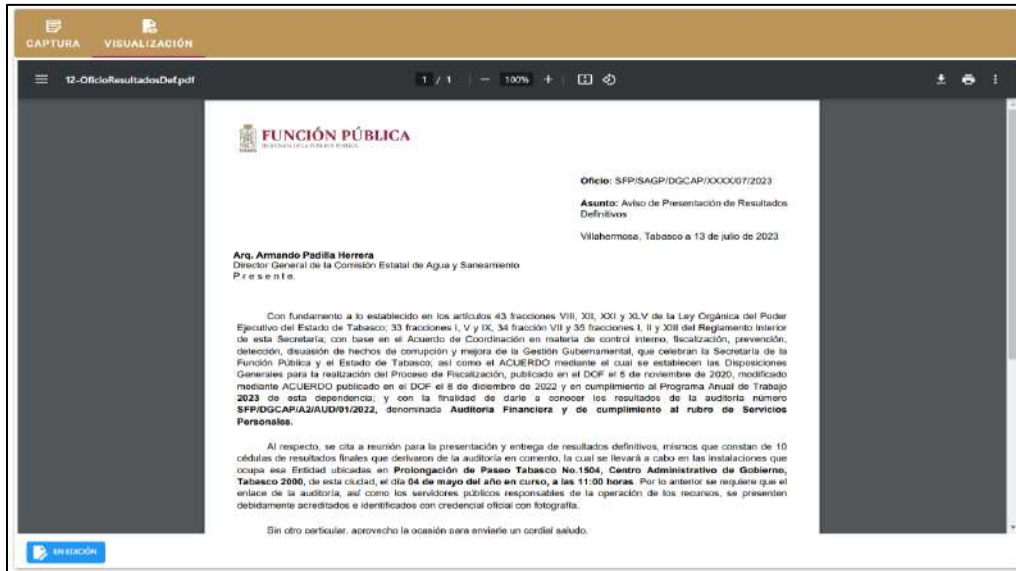 CAPTURA VISUALIZACIÓN
12-OficioResultadosDef.pdf 1 / 1 100%
FUNCIÓN PÚBLICA
Oficio: SFP/SAGP/DGCAP/XXXX/07/2023
Asunto: Aviso de Presentación de Resultados
Definitivos
Villahermosa, Tabasco a 13 de julio de 2023
Arq. Armando Padilla Herrera
Director General de la Comisión Estatal de Agua y Saneamiento
P r e s e n t e.
Con fundamento a lo establecido en los artículos 43 fracciones VIII, XII, XXI y XLV de la Ley Orgánica del Poder
Ejecutivo del Estado de Tabasco; 33 fracciones I, V y IX, 34 fracción VII y 35 fracciones I, II y XIII del Reglamento Interior
de esta Secretaría; con base en el Acuerdo de Coordinación en materia de control interno, fiscalización, prevención,
detección, disuasión de hechos de corrupción y mejora de la Gestión Gubernamental, que celebran la Secretaría de la
Función Pública y el Estado de Tabasco; así como el ACUERDO mediante el cual se establecen las Disposiciones
Generales para la realización del Proceso de Fiscalización, publicado en el DOF el 5 de noviembre de 2020, modificado
mediante ACUERDO publicado en el DOF el 8 de diciembre de 2022 y en cumplimiento al Programa Anual de Trabajo
2023 de esta dependencia; y con la finalidad de darle a conocer los resultados de la auditoría número
SFP/DGCAP/A2/AUD/01/2022, denominada Auditoría Financiera y de cumplimiento al rubro de Servicios
Personales.
Al respecto, se cita a reunión para la presentación y entrega de resultados definitivos, mismos que constan de 10
cédulas de resultados finales que derivaron de la auditoría en comento, la cual se llevará a cabo en las instalaciones que
ocupa esa Entidad ubicadas en Prolongación de Paseo Tabasco No.1504, Centro Administrativo de Gobierno,
Tabasco 2000, de esta ciudad, el día 04 de mayo del año en curso, a las 11:00 horas. Por lo anterior se requiere que el
enlace de la auditoría, así como los servidores públicos responsables de la operación de los recursos, se presenten
debidamente acreditados e identificados con credencial oficial con fotografía.
Sin otro particular, aprovecho la ocasión para enviarle un cordial saludo.
EN EDICIÓN